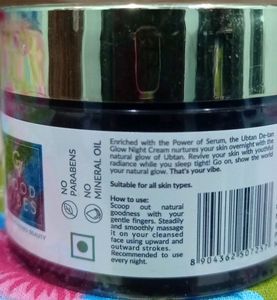 GOOD
VIBES
NO
PARABENS
NO
MINERAL OIL
Enriched with the Power of Serum, the Ubtan De-tan
Glow Night Cream nurtures your skin overnight with the
natural glow of Ubtan. Revive your skin with youthful
radiance while you sleep tight! Go on, show the world
your natural glow. That's your vibe.
Suitable for all skin types.
How to use:
Scoop out natural
goodness with your
gentle fingers. Steadily
and smoothly massage
it on your cleansed
face using upward and
outward strokes.
Recommended to use
every night.